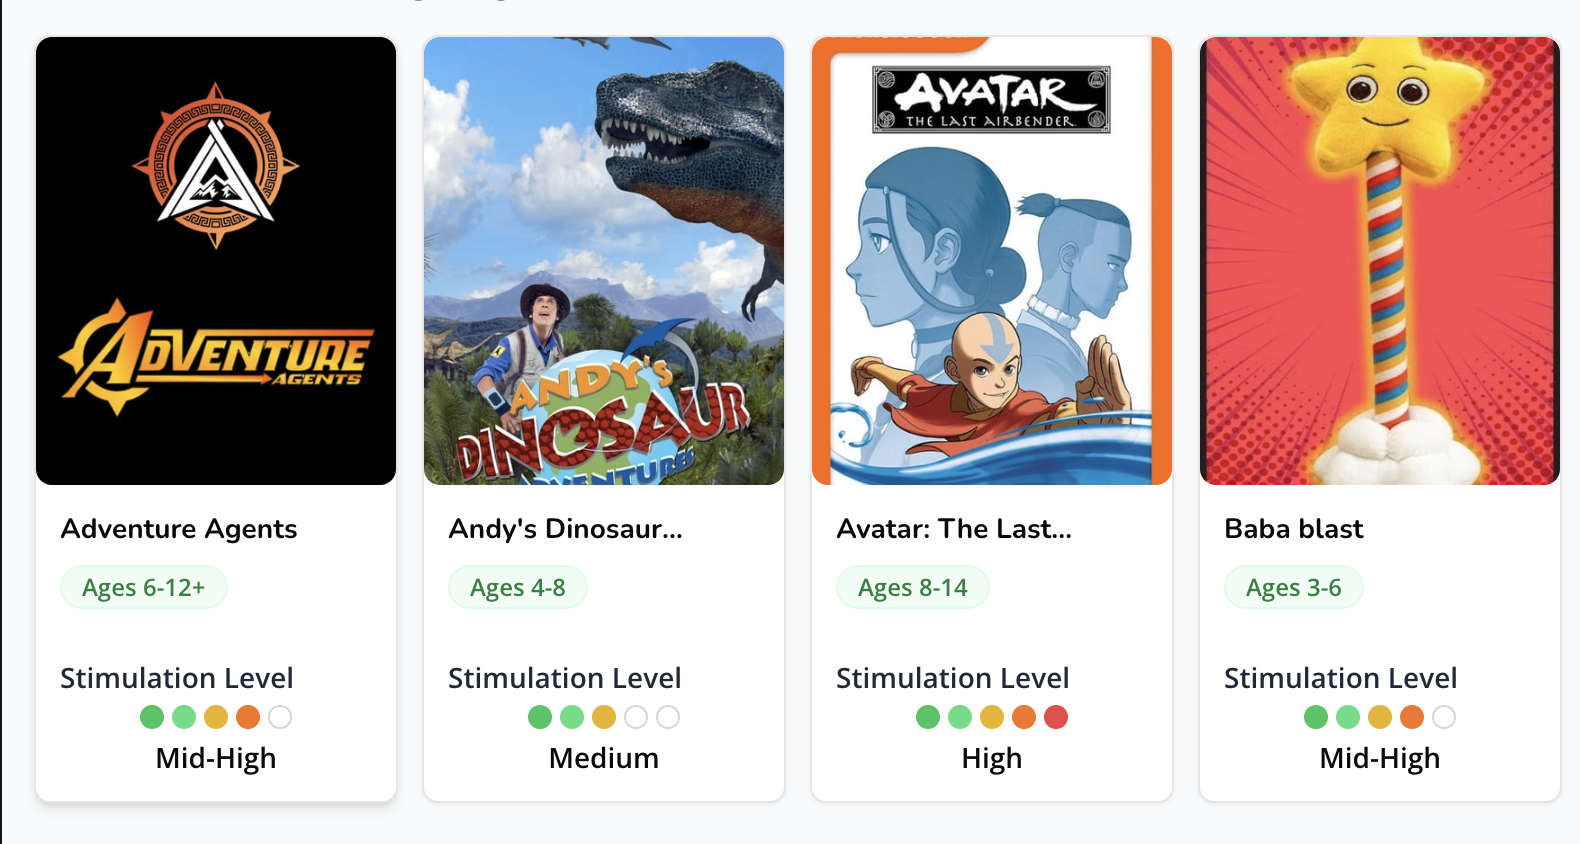 ADVENTURE
AGENTS
Adventure Agents
Ages 6-12+
Stimulation Level
Mid-High
ANDY'S
DINOSAUR
ADVENTURES
Andy's Dinosaur...
Ages 4-8
Stimulation Level
Medium
AVATAR
THE LAST AIRBENDER
Avatar: The Last...
Ages 8-14
Stimulation Level
High
Baba blast
Ages 3-6
Stimulation Level
Mid-High